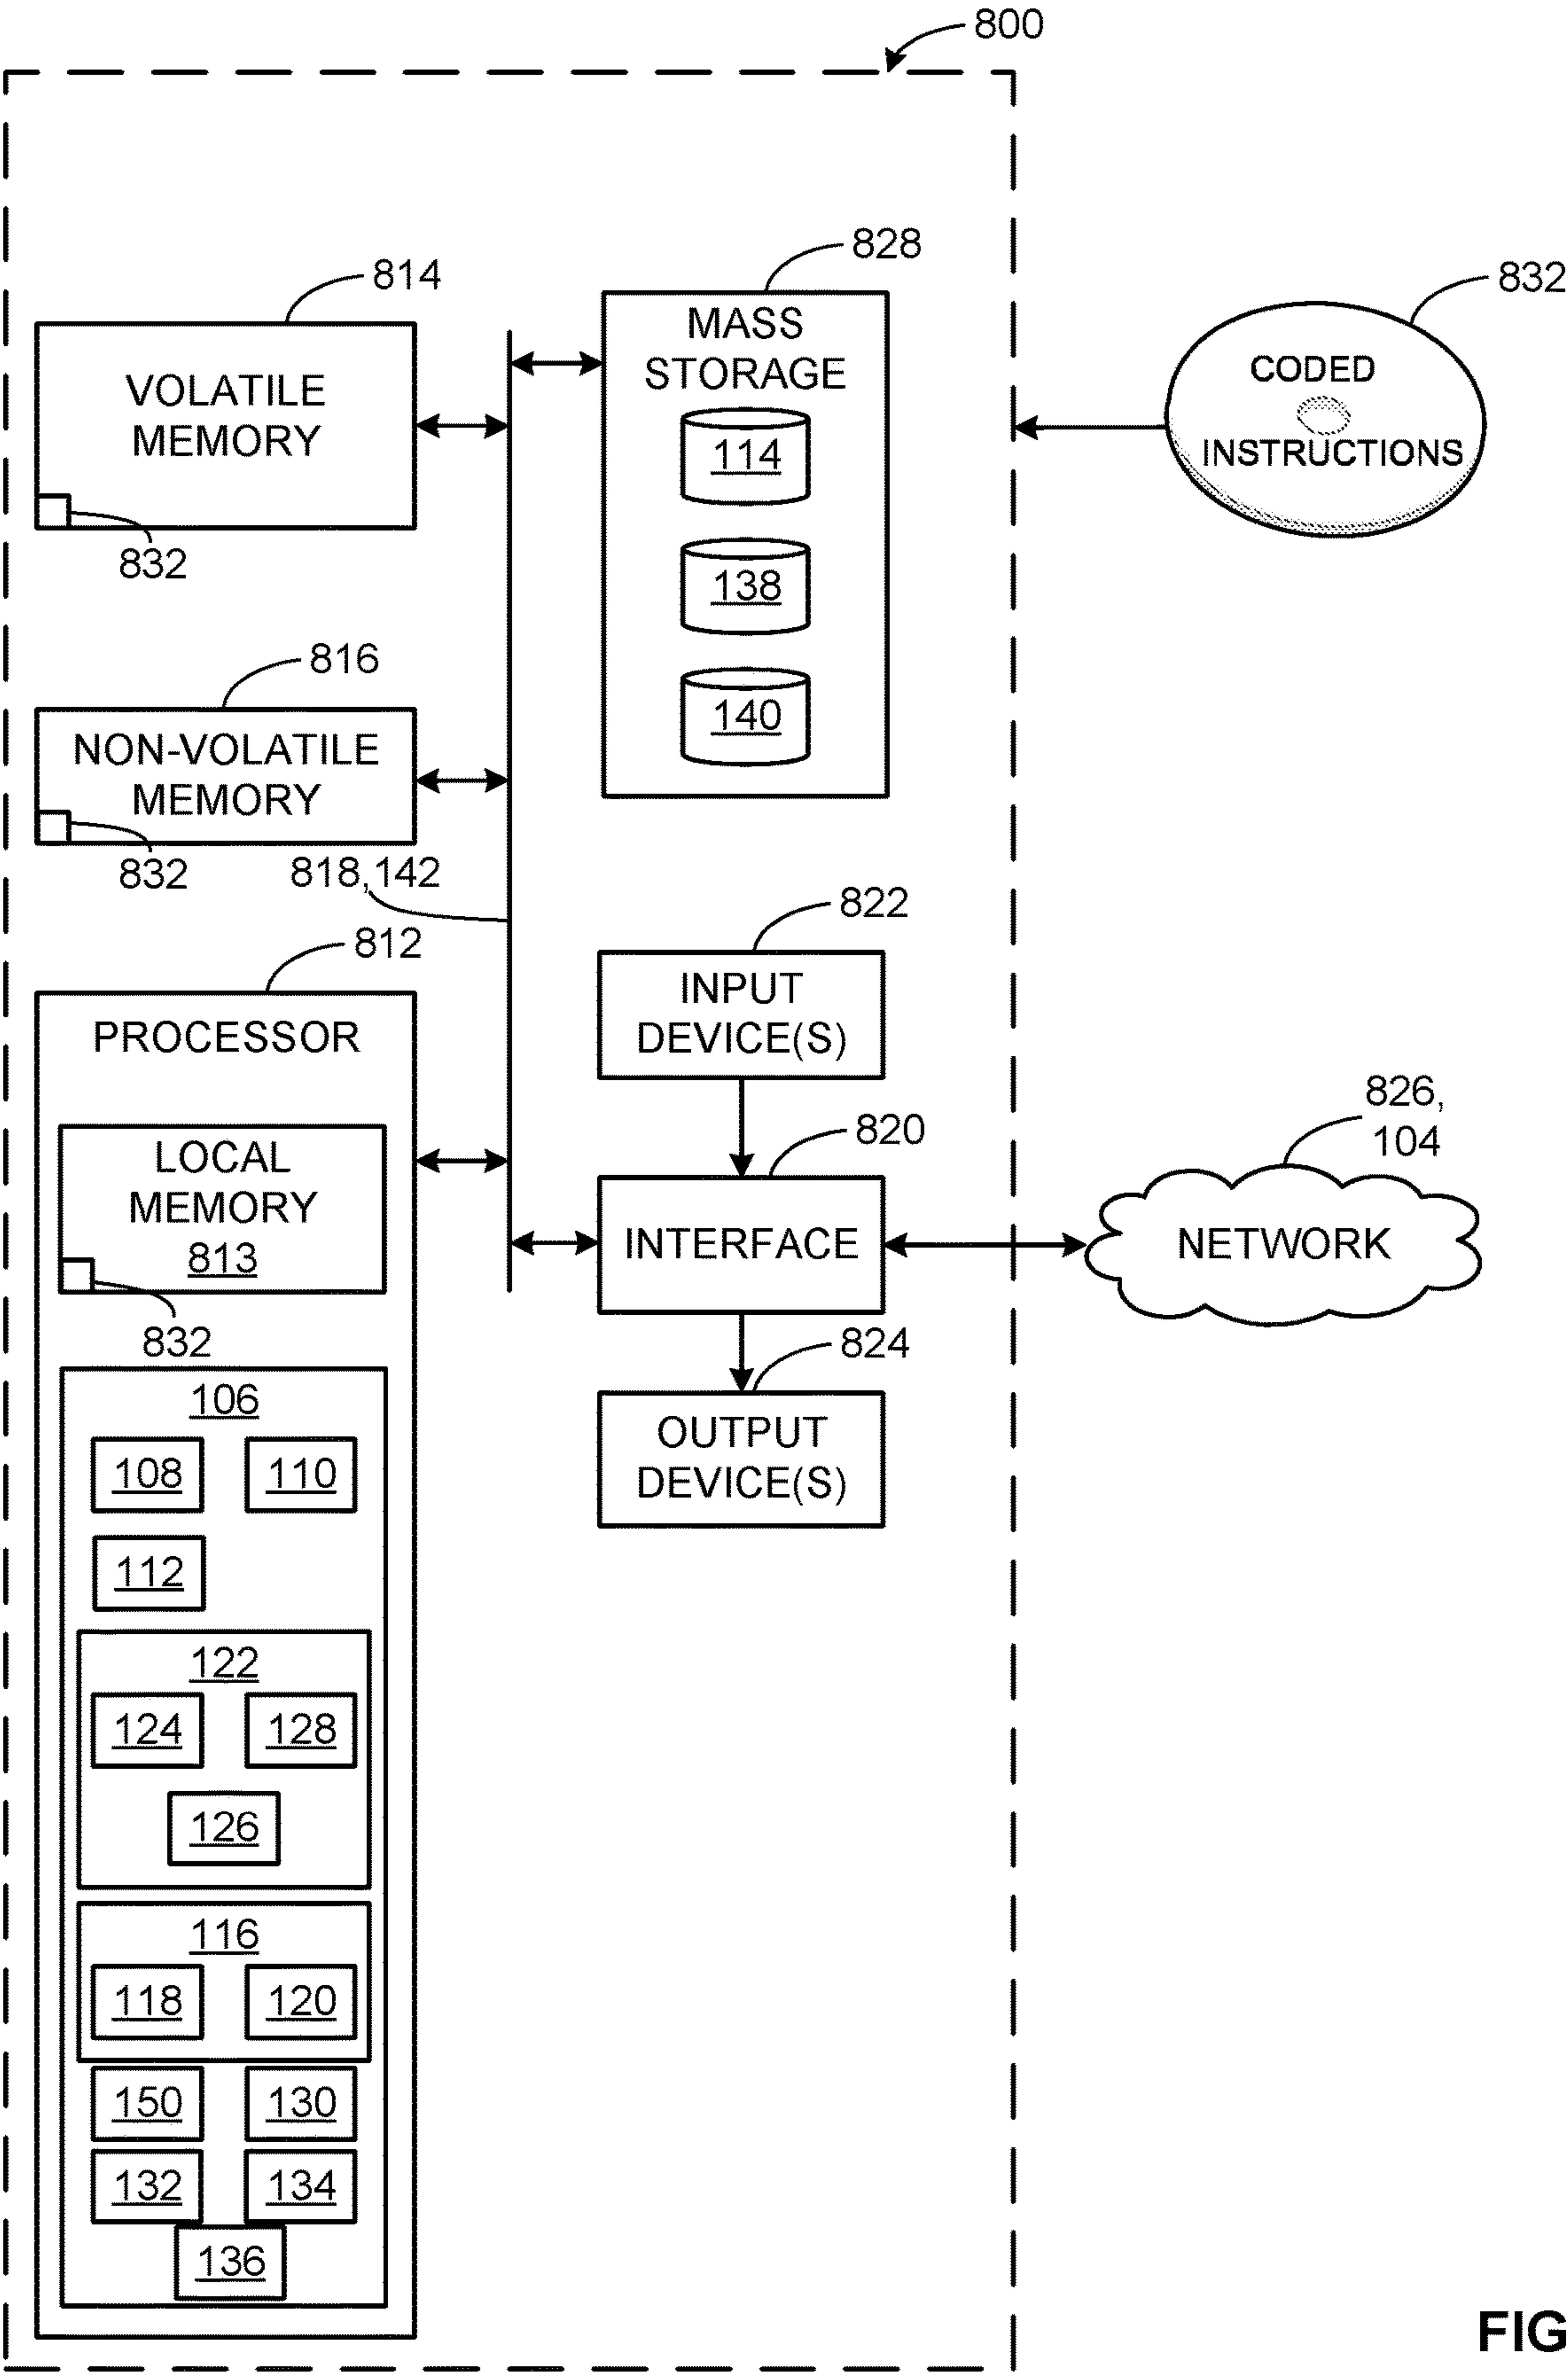 800
828
814
832
MASS
STORAGE
VOLATILE
MEMORY
CODED
INSTRUCTIONS
114
832
138
816
140
NON-VOLATILE
MEMORY
832
818,142
822
812
INPUT
DEVICE(S)
PROCESSOR
826,
104
820
LOCAL
MEMORY
813
INTERFACE
NETWORK
832
824
106
OUTPUT
DEVICE(S)
108
110
112
122
124
128
126
116
118
120
150
130
132
134
136
FIG